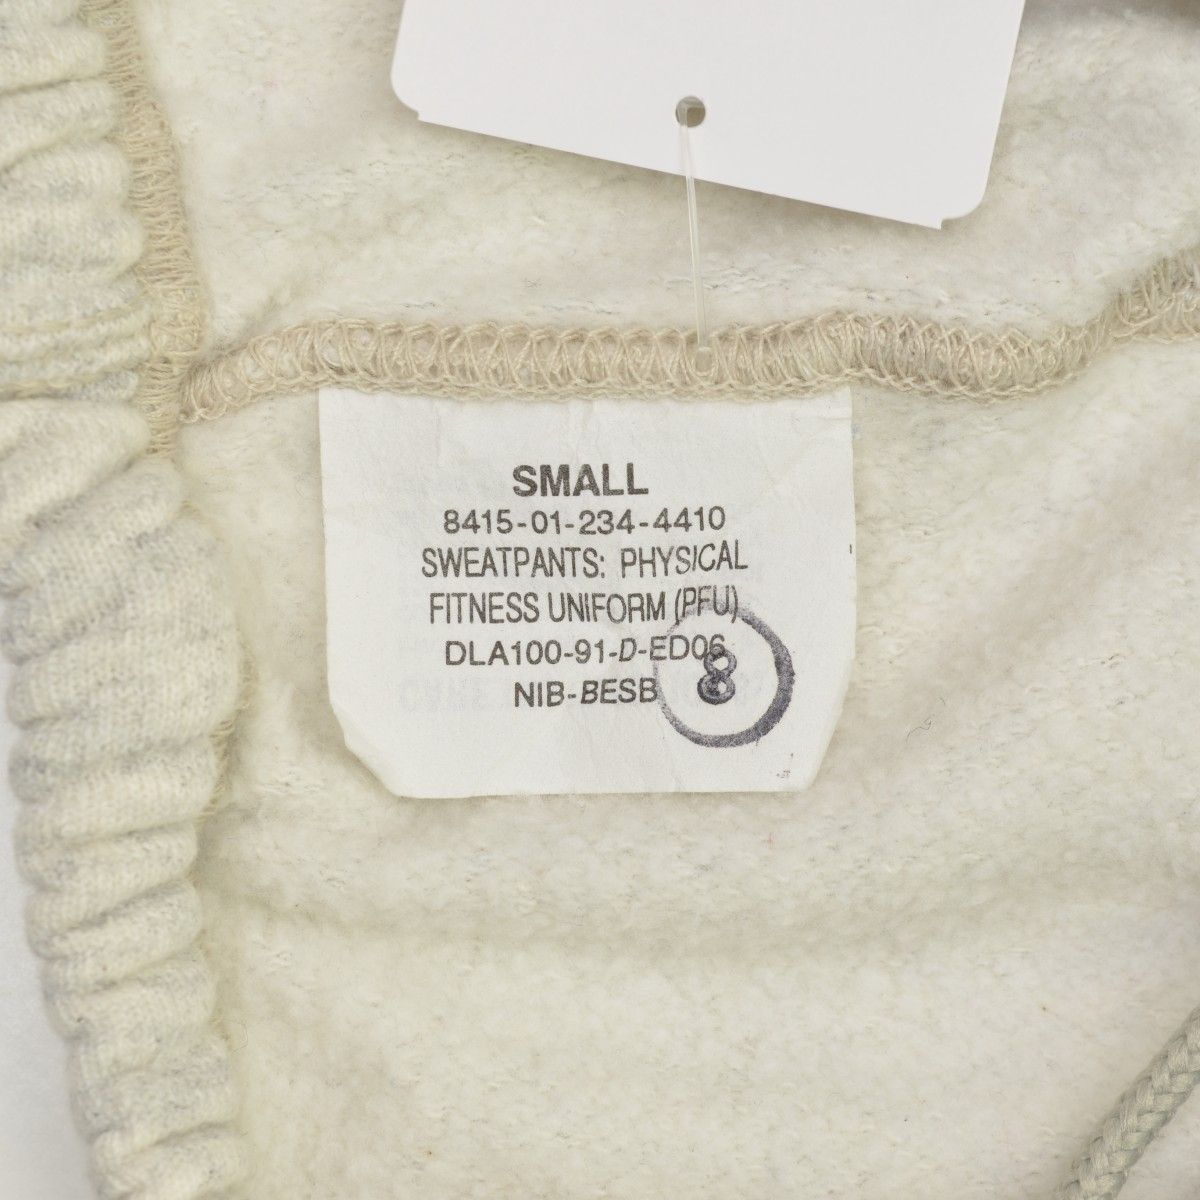 SMALL
8415-01-234-4410
SWEATPANTS: PHYSICAL
FITNESS UNIFORM (PFU)
DLA100-91-D-ED06
NIB-BESB
8